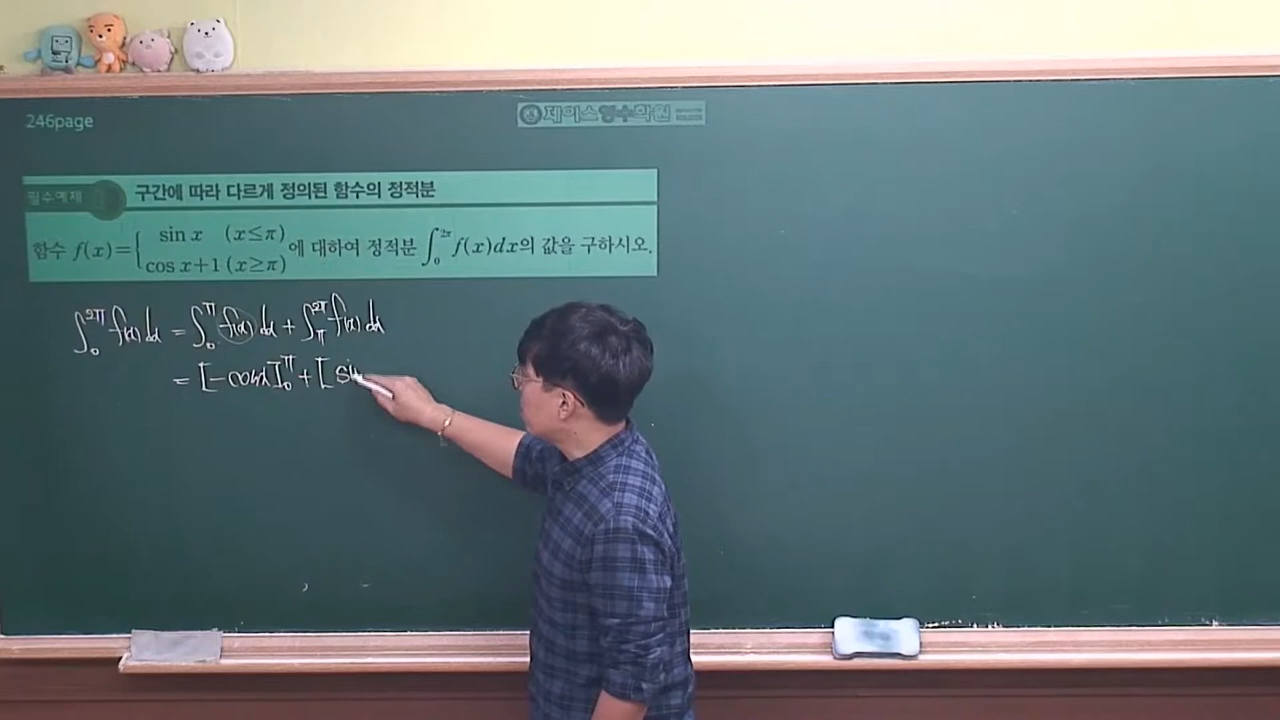 246page
제이스영수학원
필수예제 구간에 따라 다르게 정의된 함수의 정적분
함수 f(x)={ sin x (x≤π) cos x+1 (x≥π) 에 대하여 정적분 ∫₀^2π f(x)dx의 값을 구하시오.
∫₀^2π f(x)dx = ∫₀^π f(x)dx + ∫π^2π f(x)dx
= [-cosx]₀^π + [sin